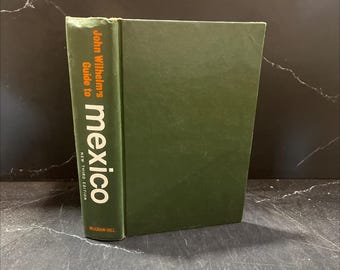 John Wilhelm's
Guide to
mexico
NEW THIRD EDITION
McGRAW-HILL